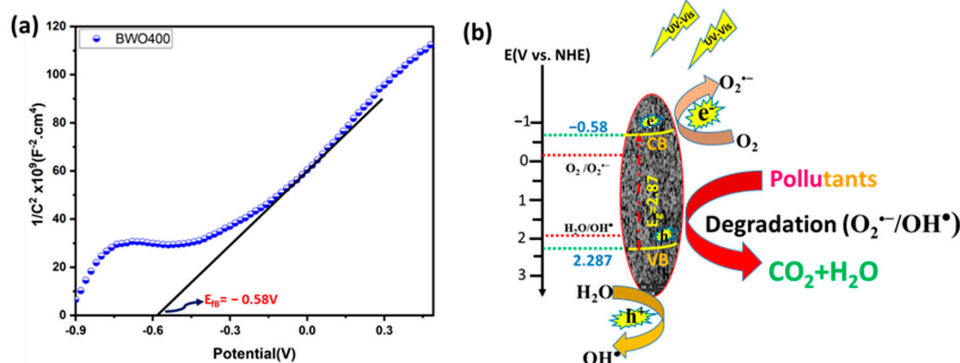 (a)
BWO400
120
100
80
60
40
20
0
1/C² x10⁹(F⁻².cm⁴)
E_fB= − 0.58V
-0.9
-0.6
-0.3
0.0
0.3
Potential(V)
(b)
UV-Vis
UV-Vis
E(V vs. NHE)
O₂•−
e⁻
O₂
−1
−0.58
e⁻
CB
0
O₂/O₂•−
Eg=2.87
1
Pollutants
Degradation (O₂•−/OH•)
CO₂+H₂O
H₂O/OH•
2
h⁺
VB
2.287
3
H₂O
h⁺
OH•